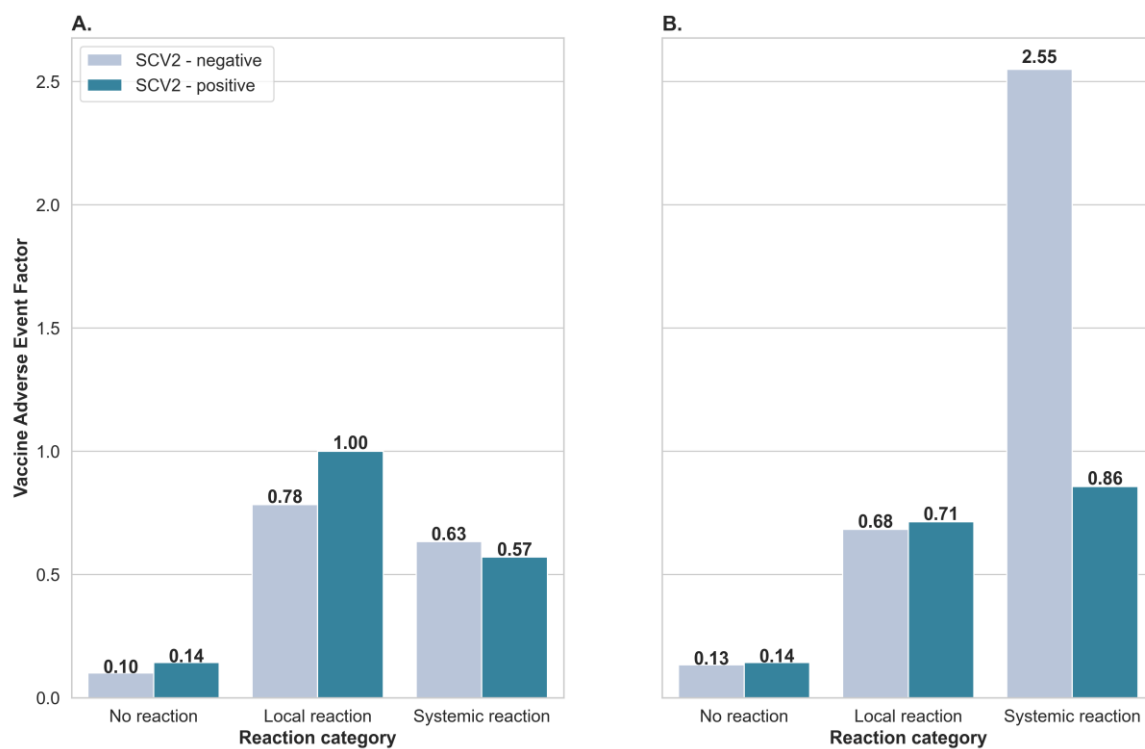 A.
SCV2 - negative
SCV2 - positive
Vaccine Adverse Event Factor
2.5
2.0
1.5
1.0
0.5
0.0
0.10
0.14
0.78
1.00
0.63
0.57
No reaction
Local reaction
Systemic reaction
Reaction category
B.
0.13
0.14
0.68
0.71
2.55
0.86
No reaction
Local reaction
Systemic reaction
Reaction category